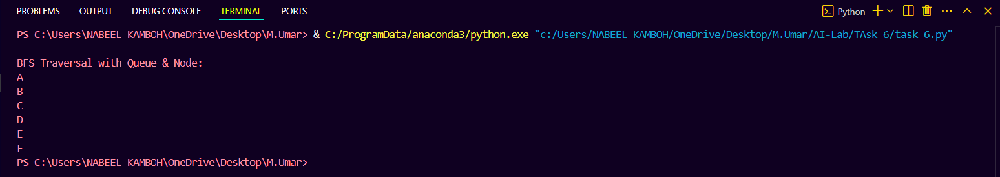 PROBLEMS OUTPUT DEBUG CONSOLE TERMINAL PORTS Python
PS C:\Users\NABEEL KAMBOH\OneDrive\Desktop\M.Umar> & C:/ProgramData/anaconda3/python.exe "c:/Users/NABEEL KAMBOH/OneDrive/Desktop/M.Umar/AI-Lab/TAsk 6/task 6.py"
BFS Traversal with Queue & Node:
A
B
C
D
E
F
PS C:\Users\NABEEL KAMBOH\OneDrive\Desktop\M.Umar>